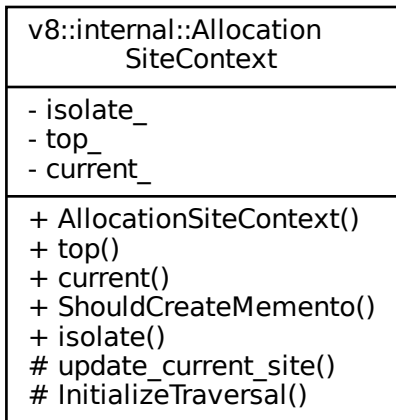 v8::internal::Allocation
SiteContext
- isolate_
- top_
- current_
+ AllocationSiteContext()
+ top()
+ current()
+ ShouldCreateMemento()
+ isolate()
# update_current_site()
# InitializeTraversal()